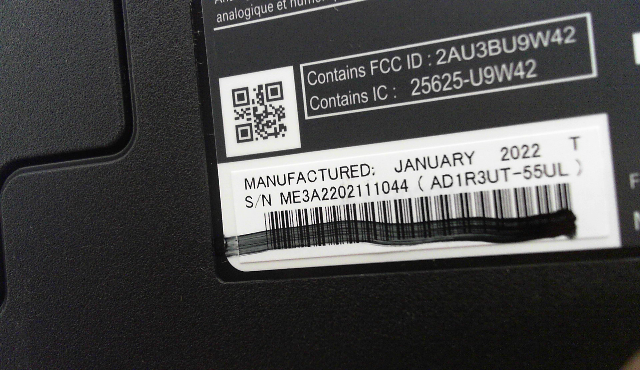 analogique et numér
Contains FCC ID : 2AU3BU9W42
Contains IC : 25625-U9W42
MANUFACTURED: JANUARY 2022 T
S/N ME3A2202111044 ( AD1R3UT-55UL )
F